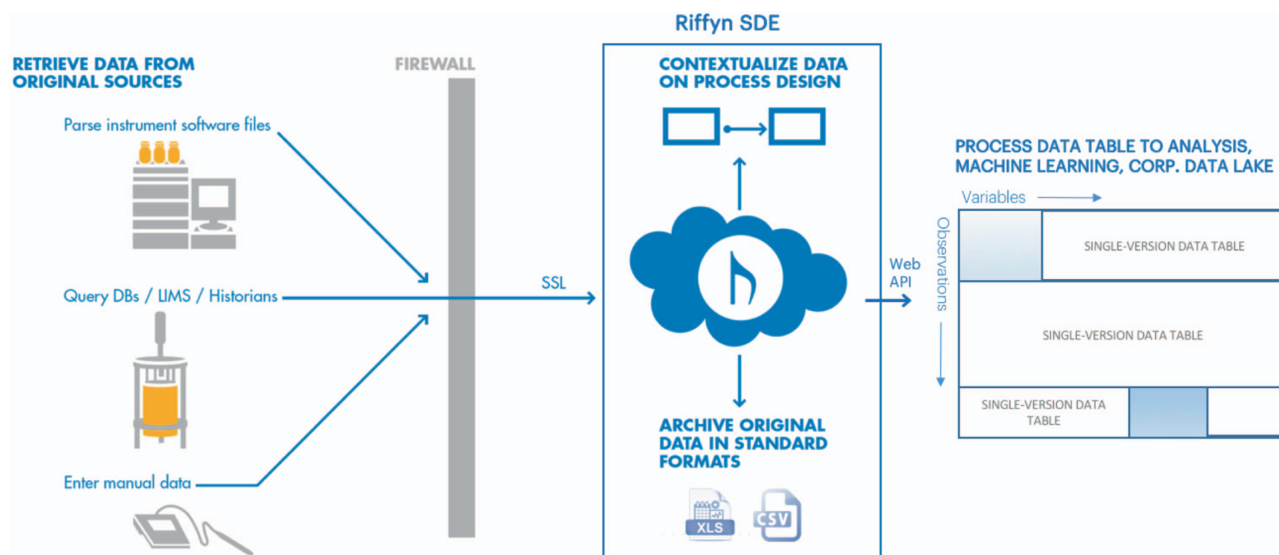 Riffyn SDE
RETRIEVE DATA FROM
ORIGINAL SOURCES
FIREWALL
CONTEXTUALIZE DATA
ON PROCESS DESIGN
Parse instrument software files
PROCESS DATA TABLE TO ANALYSIS,
MACHINE LEARNING, CORP. DATA LAKE
Variables
Observations
SINGLE-VERSION DATA TABLE
Query DBs / LIMS / Historians
SSL
Web
API
SINGLE-VERSION DATA TABLE
SINGLE-VERSION DATA
TABLE
ARCHIVE ORIGINAL
DATA IN STANDARD
FORMATS
Enter manual data
XLS
CSV